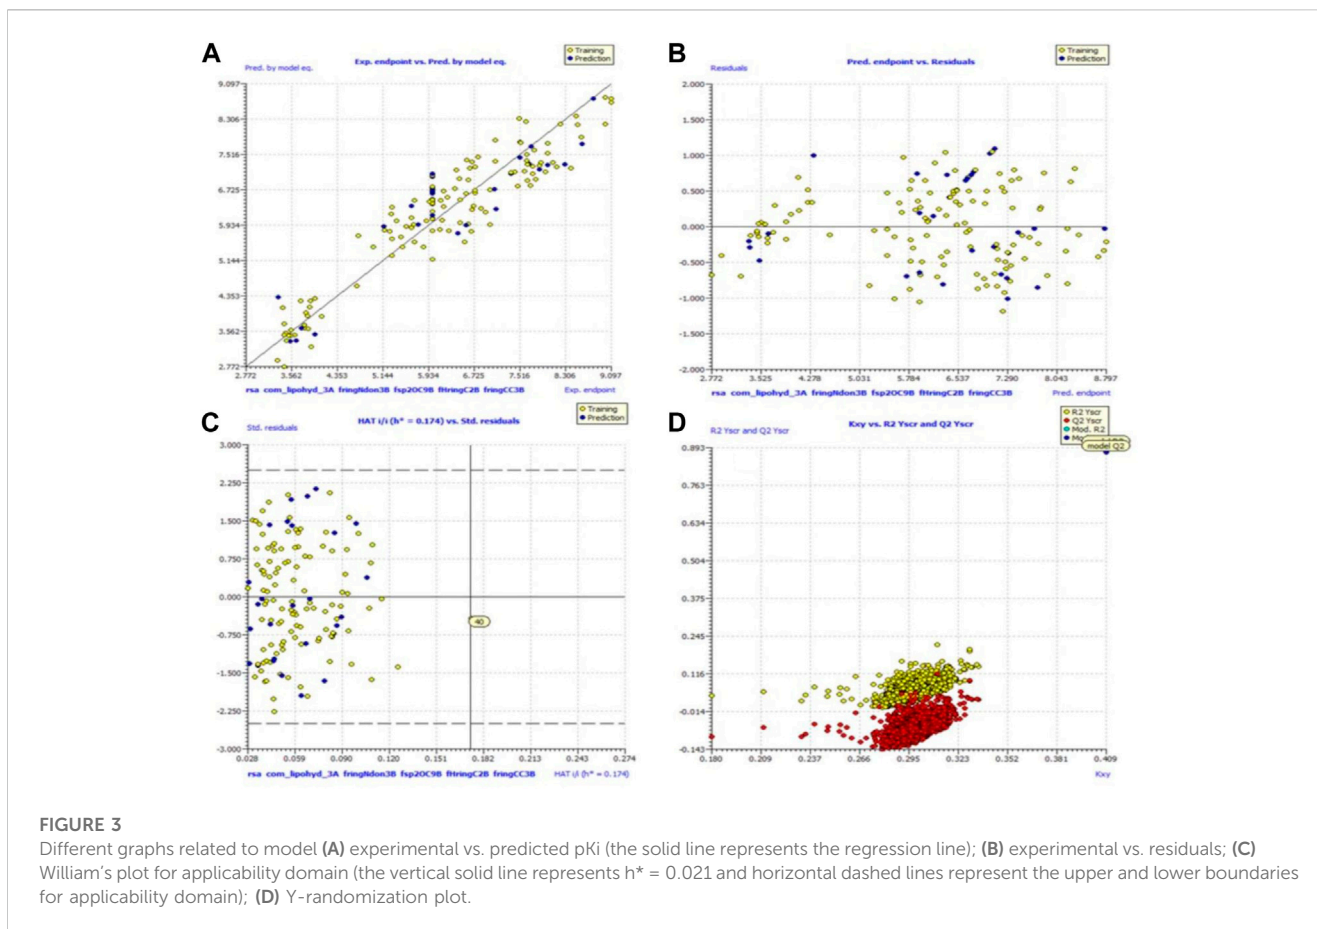 A
Training
Prediction
Exp. endpoint vs. Pred. by model eq.
Pred. by model eq.
9.097
8.306
7.516
6.725
5.934
5.144
4.353
3.562
2.772
2.772 3.562 4.353 5.144 5.934 6.725 7.516 8.306 9.097
rsa com_lipohyd_3A fringNdon3B fsp2OC9B fHringC2B fringCC3B Exp. endpoint
B
Training
Prediction
Pred. endpoint vs. Residuals
Residuals
2.000
1.500
1.000
0.500
0.000
-0.500
-1.000
-1.500
-2.000
2.772 3.525 4.278 5.031 5.784 6.537 7.290 8.043 8.797
rsa com_lipohyd_3A fringNdon3B fsp2OC9B fHringC2B fringCC3B Pred. endpoint
C
Training
Prediction
HAT i/i (h* = 0.174) vs. Std. residuals
Std. residuals
3.000
2.250
1.500
0.750
0.000
-0.750
-1.500
-2.250
-3.000
40
0.028 0.059 0.090 0.120 0.151 0.182 0.213 0.243 0.274
rsa com_lipohyd_3A fringNdon3B fsp2OC9B fHringC2B fringCC3B HAT i/i (h* = 0.174)
D
R2 Yscr
Q2 Yscr
Mod. R2
model Q2
Kxy vs. R2 Yscr and Q2 Yscr
R2 Yscr and Q2 Yscr
0.893
0.763
0.634
0.504
0.375
0.245
0.116
-0.014
-0.143
0.180 0.209 0.237 0.266 0.295 0.323 0.352 0.381 0.409
Kxy
FIGURE 3
Different graphs related to model (A) experimental vs. predicted pKi (the solid line represents the regression line); (B) experimental vs. residuals; (C)
William's plot for applicability domain (the vertical solid line represents h* = 0.021 and horizontal dashed lines represent the upper and lower boundaries
for applicability domain); (D) Y-randomization plot.